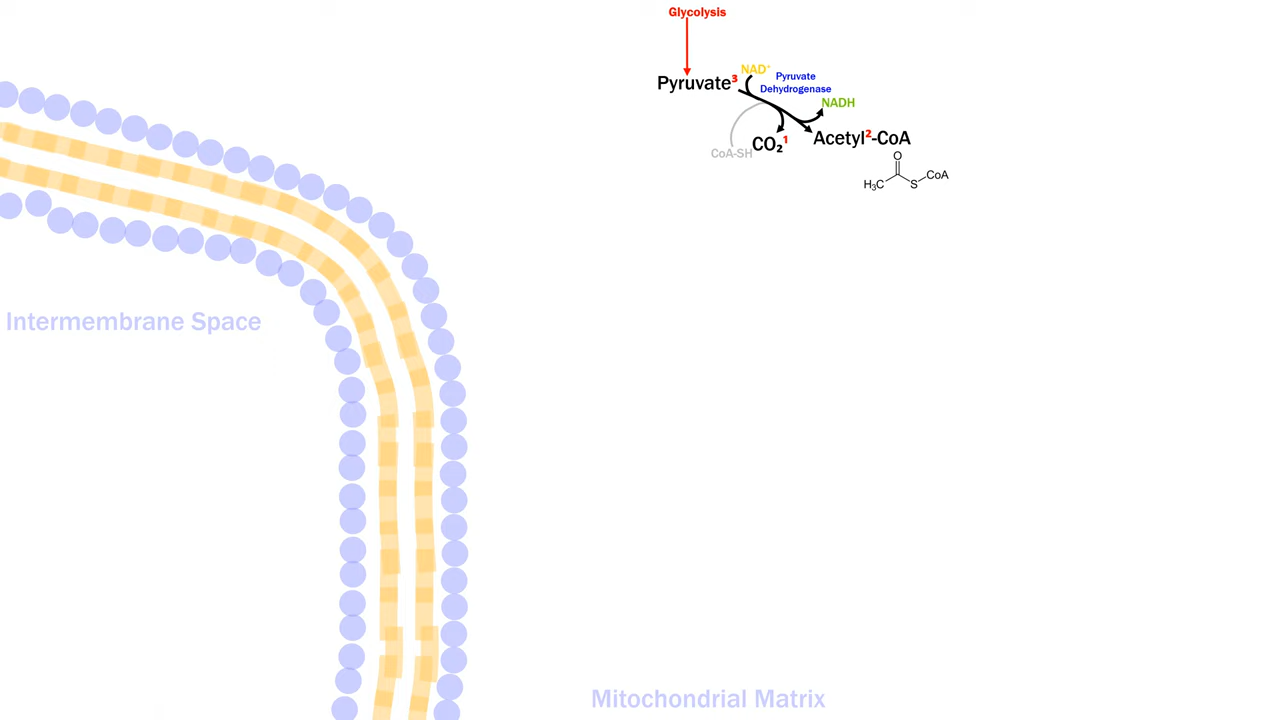 Glycolysis
Pyruvate³
NAD⁺
Pyruvate
Dehydrogenase
NADH
CoA-SH
CO₂¹
Acetyl²-CoA
O
H₃C
S
CoA
Intermembrane Space
Mitochondrial Matrix